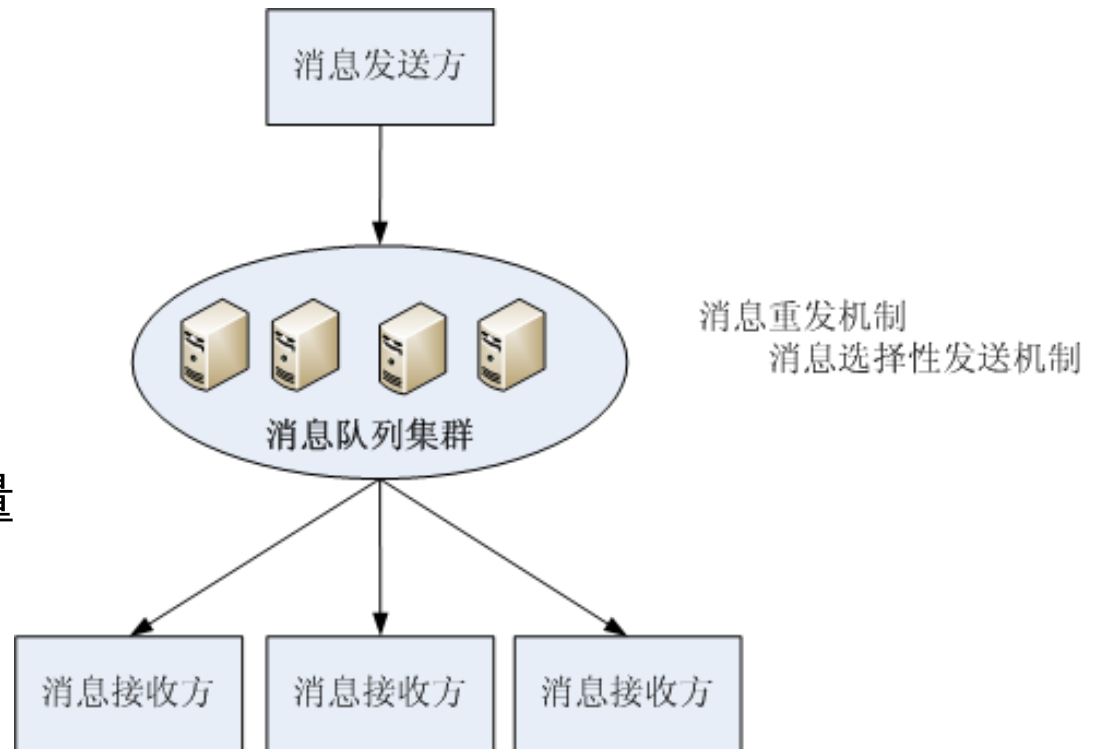 消息发送方
消息重发机制
消息选择性发送机制
消息队列集群
量
消息接收方 消息接收方 消息接收方